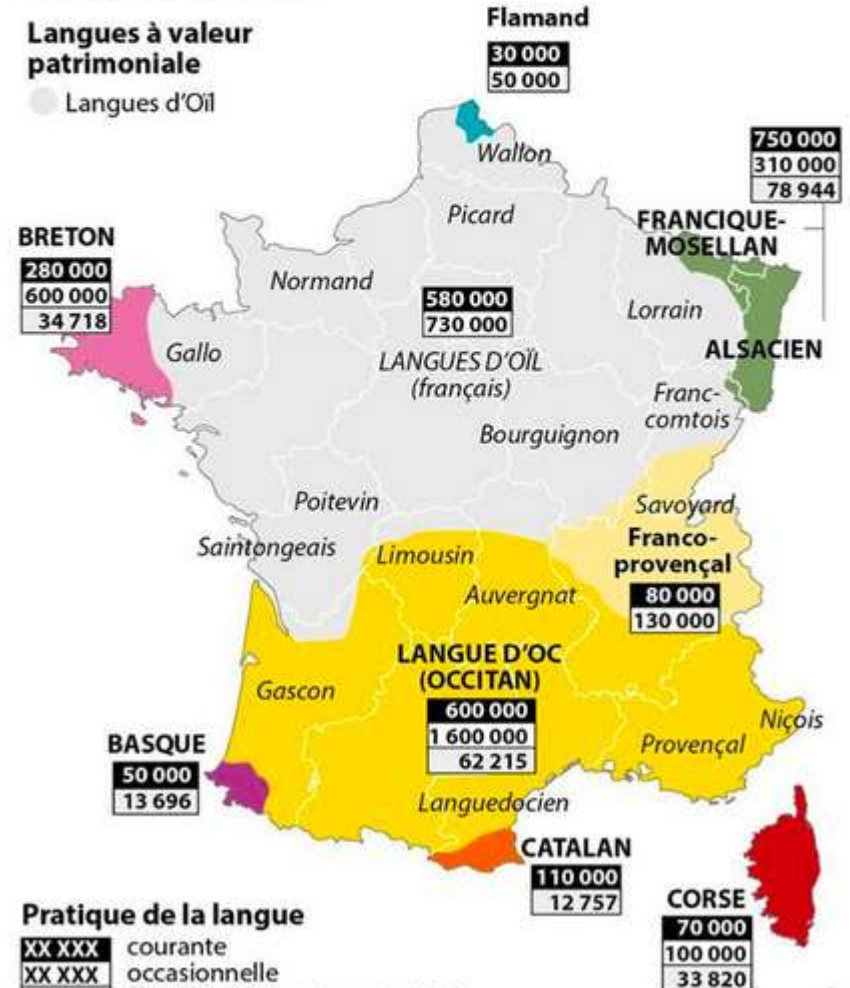 Langues à valeur
patrimoniale
Langues d'Oïl
Flamand
30 000
50 000
Wallon
Picard
750 000
310 000
78 944
FRANCIQUE-
MOSELLAN
BRETON
280 000
600 000
34 718
Normand
580 000
730 000
Lorrain
Gallo
LANGUES D'OÏL
(français)
ALSACIEN
Franc-
comtois
Bourguignon
Poitevin
Savoyard
Saintongeais
Limousin
Franco-
provençal
80 000
130 000
Auvergnat
LANGUE D'OC
(OCCITAN)
600 000
1 600 000
62 215
Gascon
Niçois
Provençal
BASQUE
50 000
13 696
Languedocien
CATALAN
110 000
12 757
CORSE
70 000
100 000
33 820
Pratique de la langue
XX XXX courante
XX XXX occasionnelle